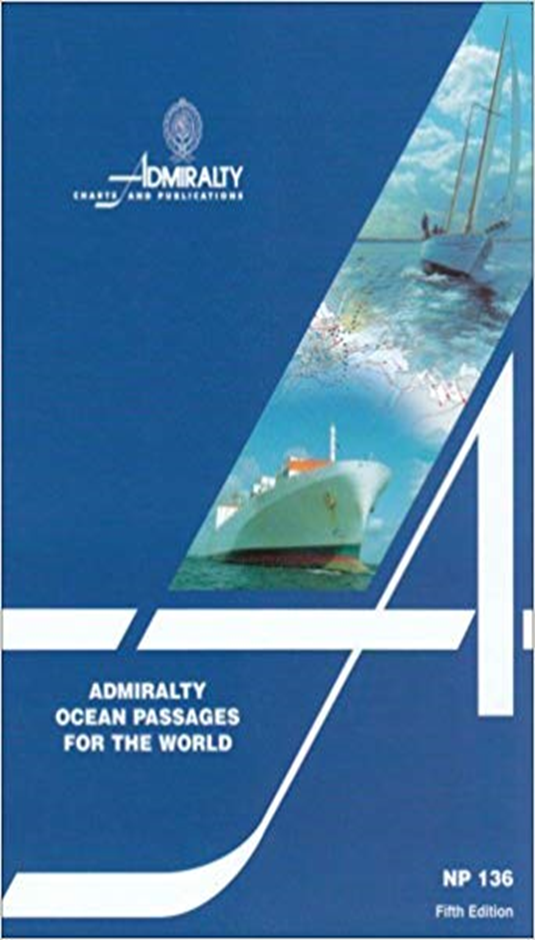 ADMIRALTY
CHARTS AND PUBLICATIONS
ADMIRALTY
OCEAN PASSAGES
FOR THE WORLD
NP 136
Fifth Edition